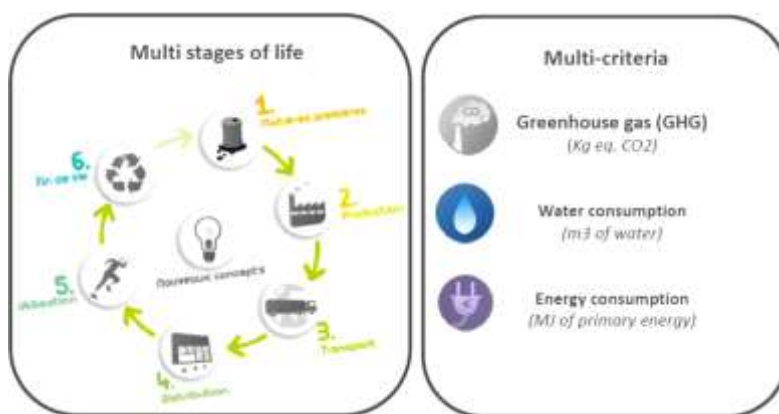 Multi stages of life
1.
Matières premières
2.
Production
3.
Transport
4.
Distribution
5.
Utilisation
6.
Fin de vie
Nouveaux concepts
Multi-criteria
Greenhouse gas (GHG)
(Kg eq. CO2)
Water consumption
(m3 of water)
Energy consumption
(MJ of primary energy)